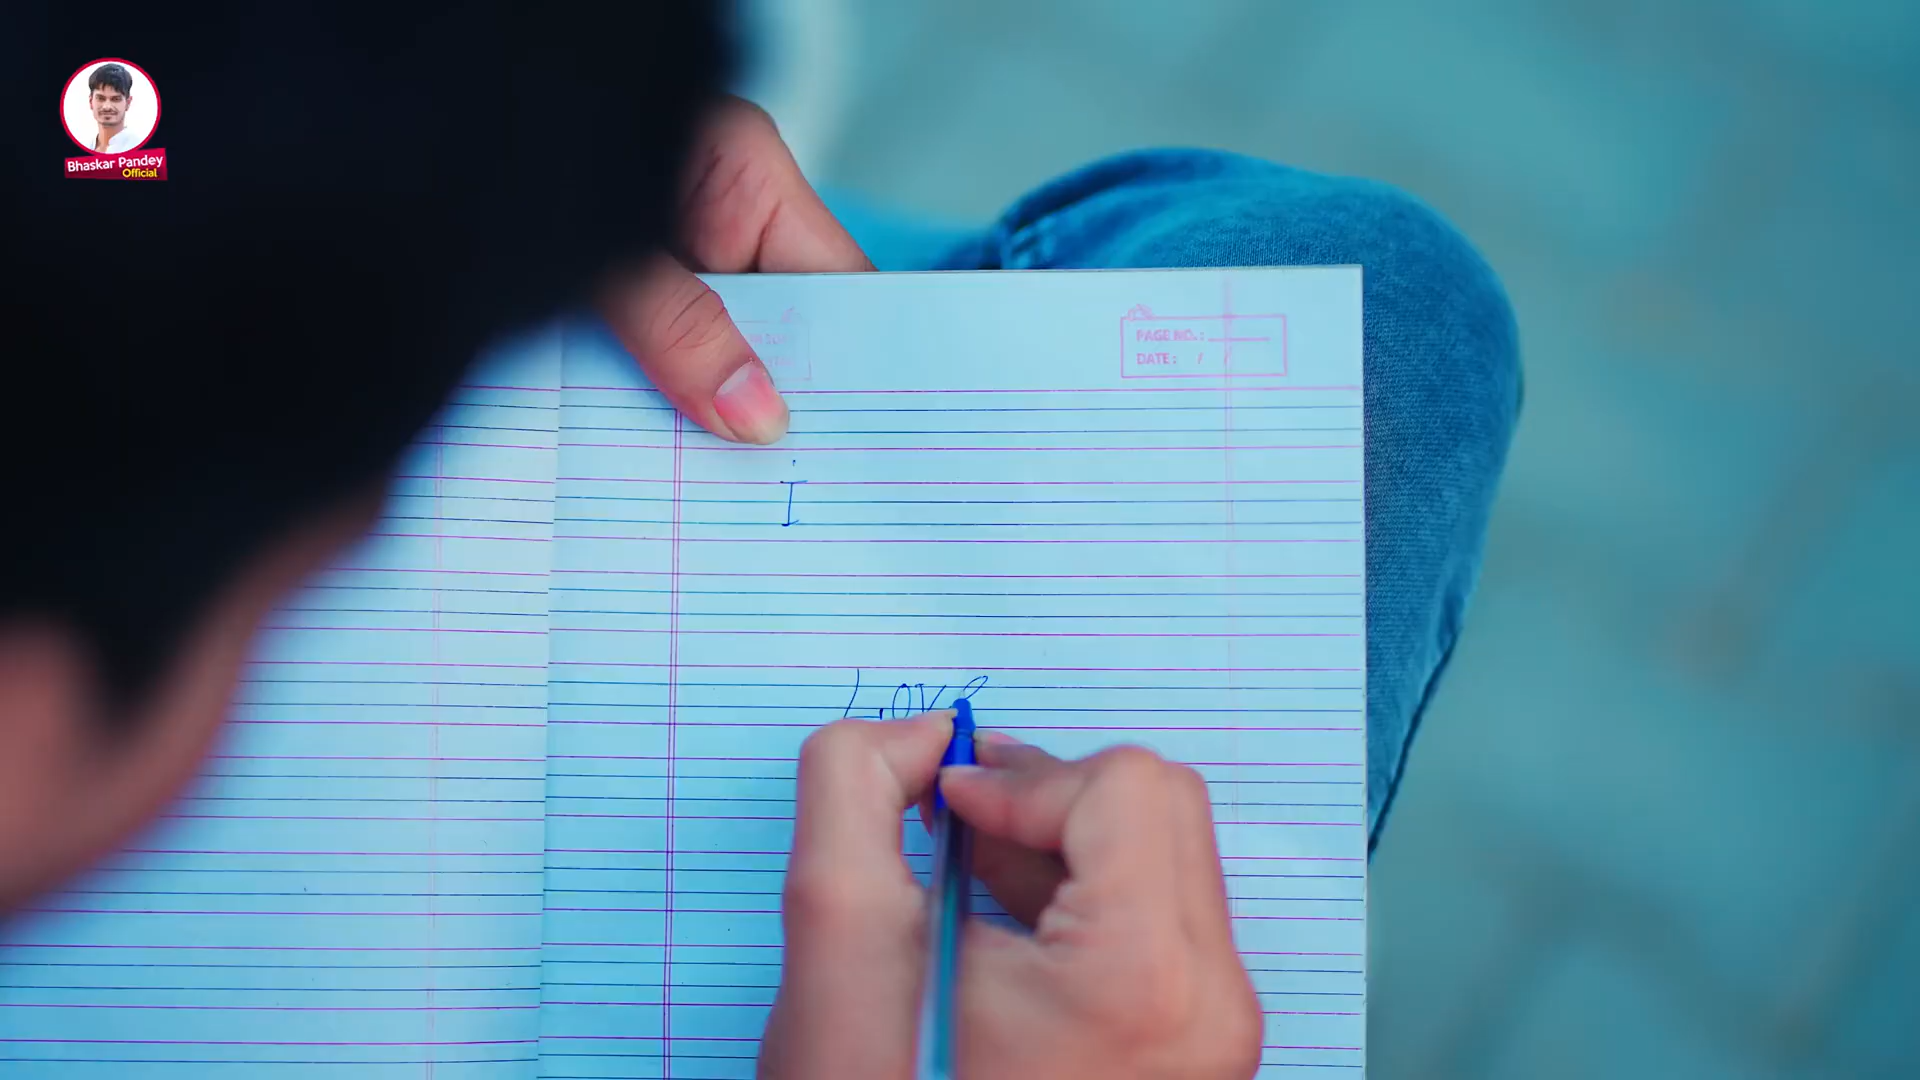 Bhaskar Pandey
Official
PAGE NO.:
DATE: / /
I
Love